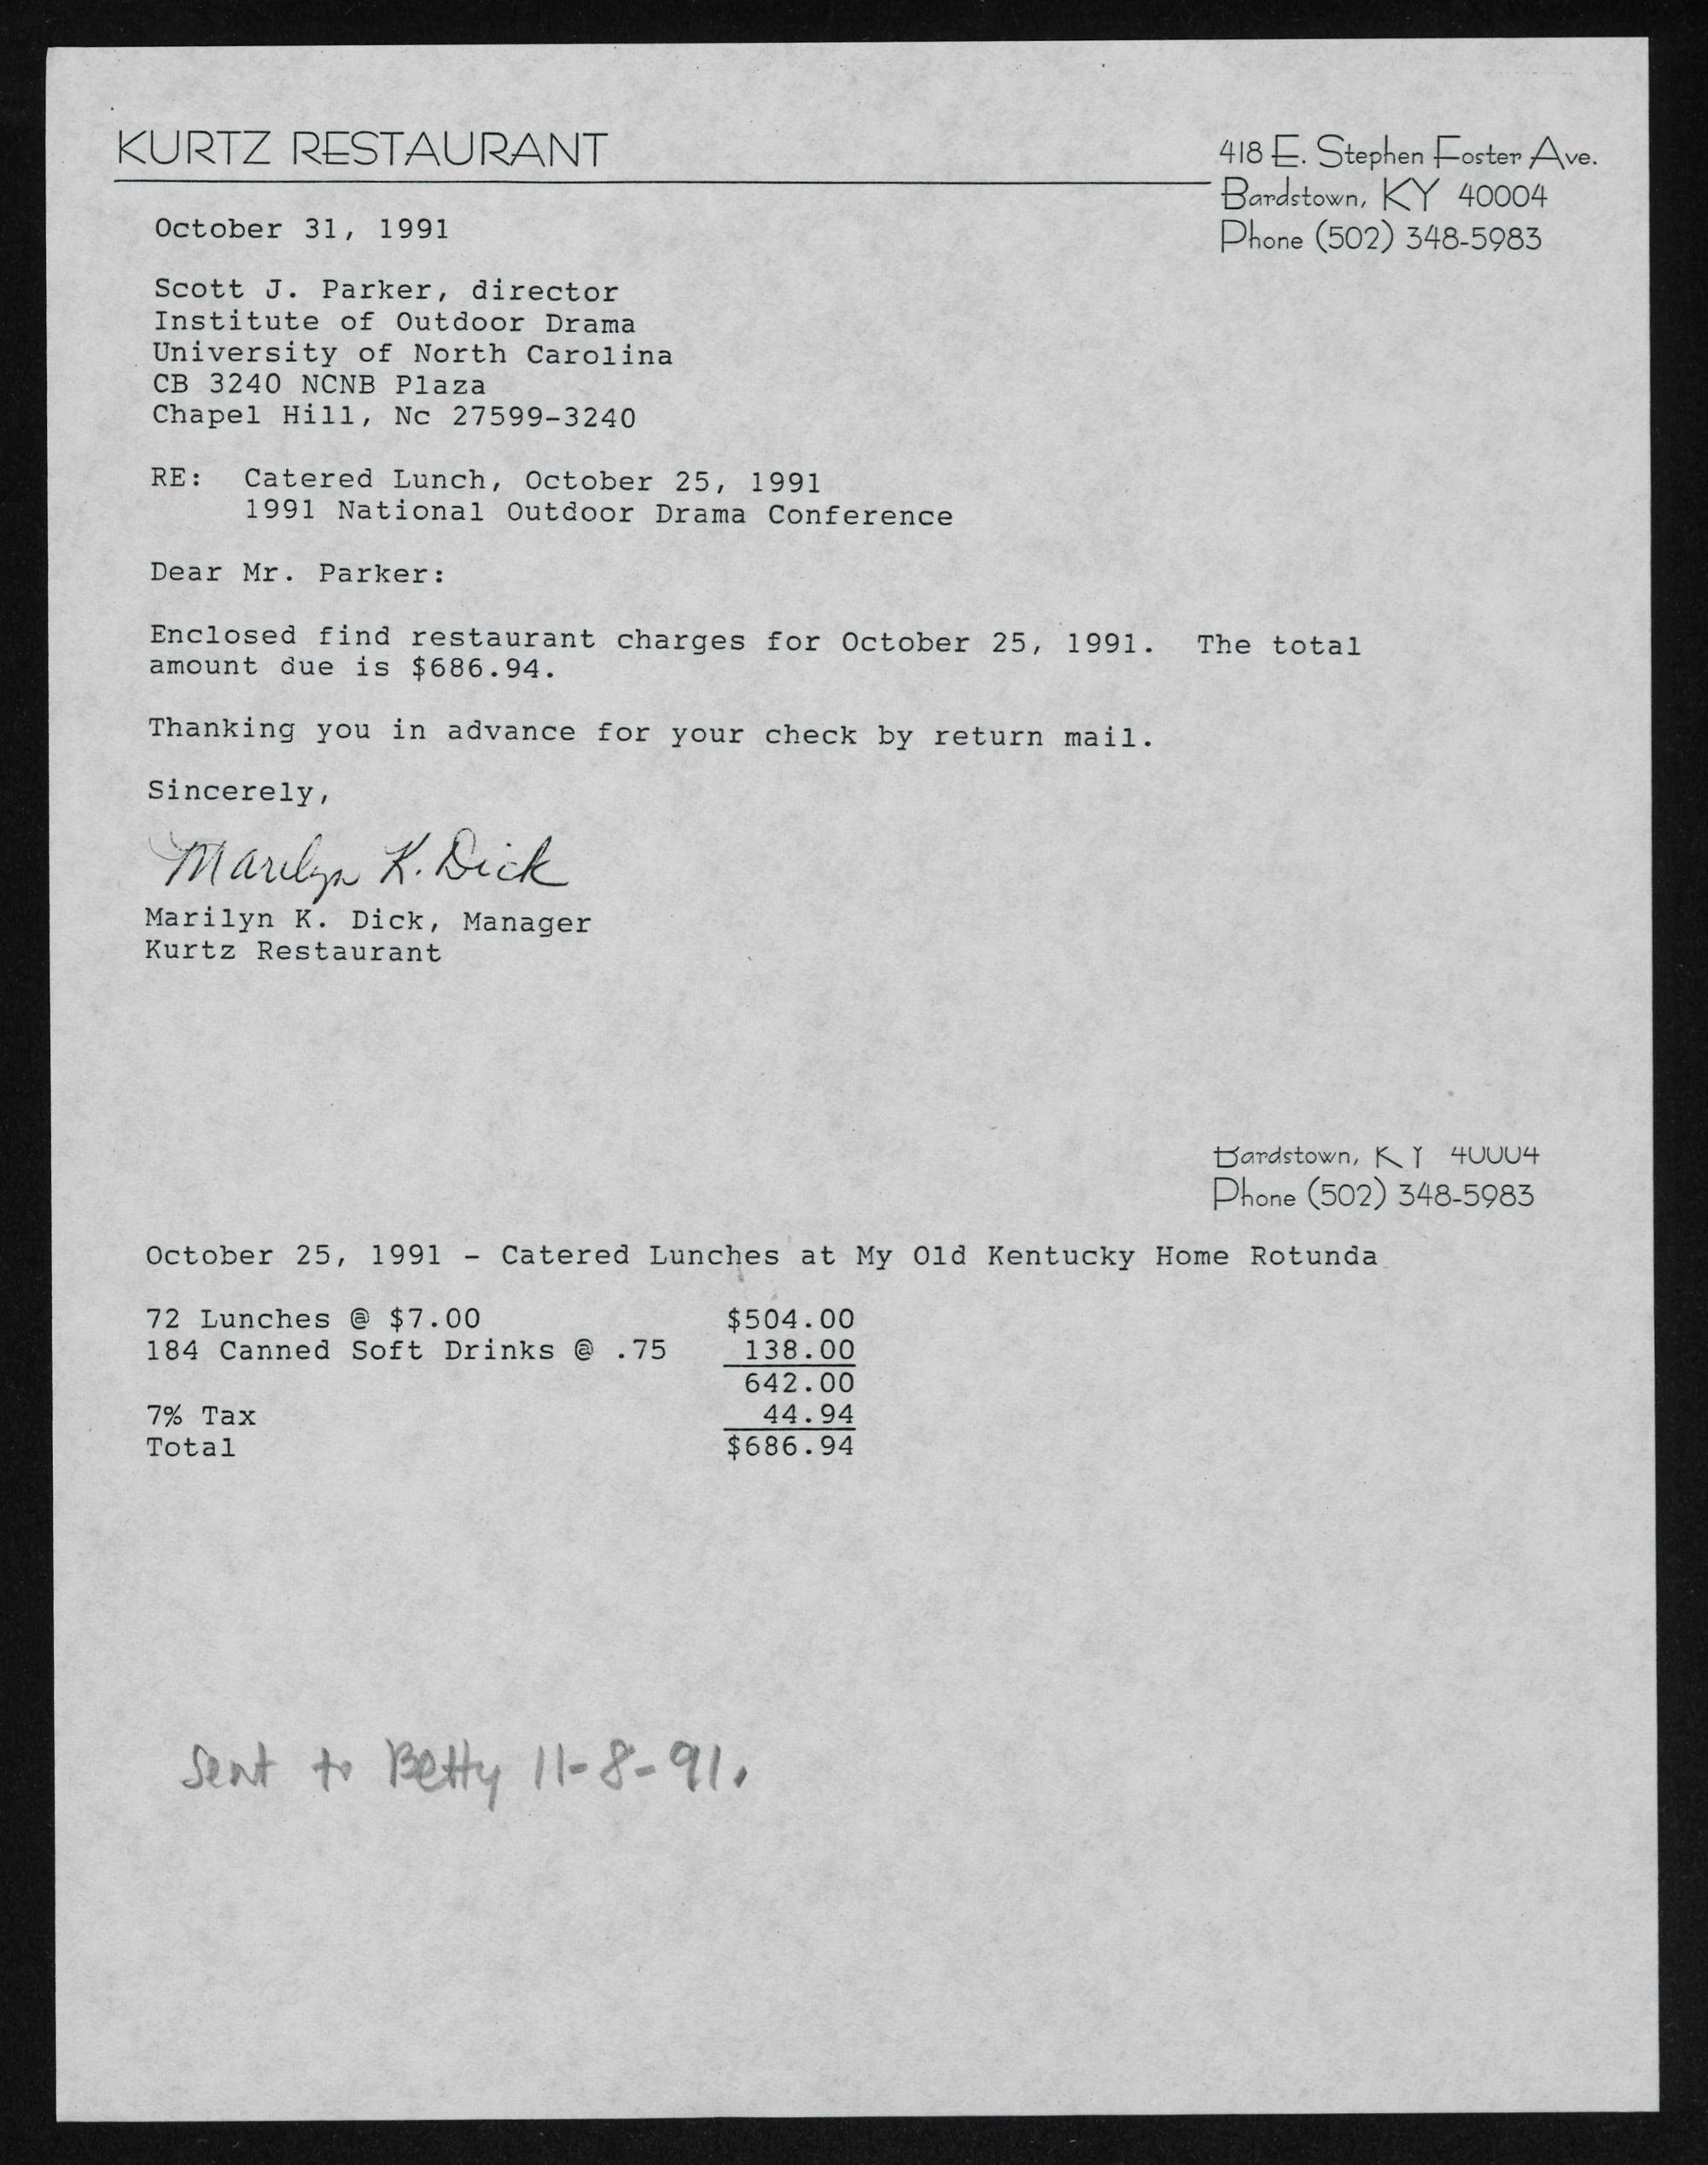 KURTZ RESTAURANT
418 E. Stephen Foster Ave.
Bardstown, KY 40004
Phone (502) 348-5983
October 31, 1991
Scott J. Parker, director
Institute of Outdoor Drama
University of North Carolina
CB 3240 NCNB Plaza
Chapel Hill, Nc 27599-3240
RE: Catered Lunch, October 25, 1991
1991 National Outdoor Drama Conference
Dear Mr. Parker:
Enclosed find restaurant charges for October 25, 1991. The total
amount due is $686.94.
Thanking you in advance for your check by return mail.
Sincerely,
Marilyn K. Dick
Marilyn K. Dick, Manager
Kurtz Restaurant
Bardstown, KY 40004
Phone (502) 348-5983
October 25, 1991 - Catered Lunches at My Old Kentucky Home Rotunda
72 Lunches @ $7.00 $504.00
184 Canned Soft Drinks @ .75 138.00
642.00
7% Tax 44.94
Total $686.94
Sent to Betty 11-8-91.